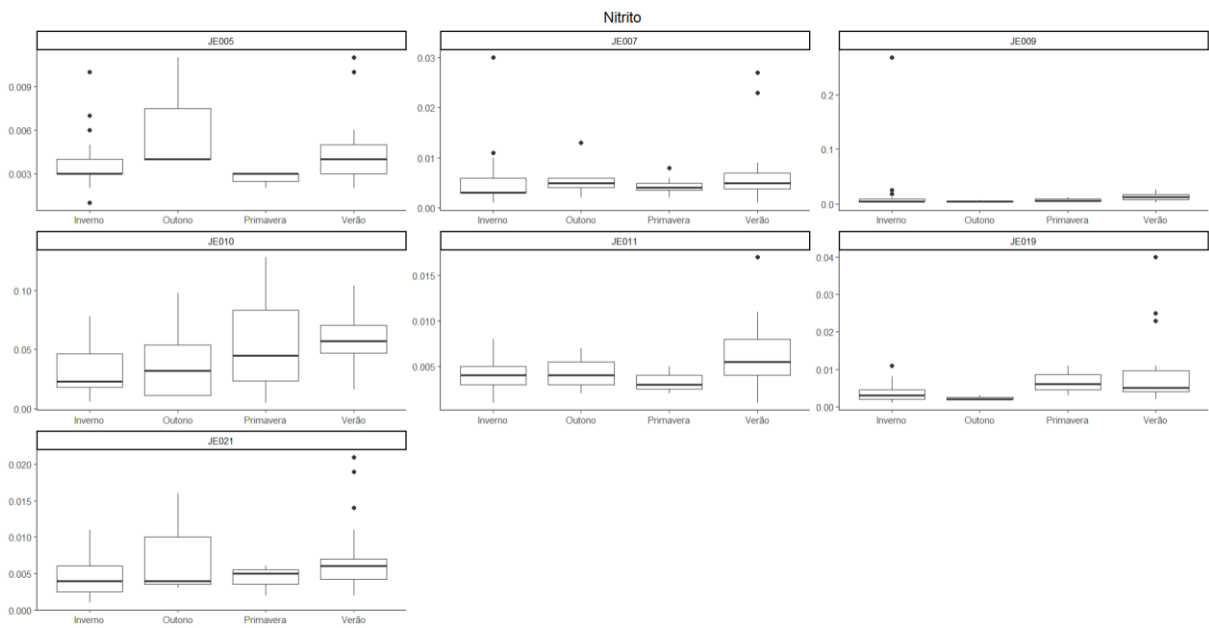 Nitrito
JE005 JE007 JE009
0.009
0.006
0.003
Inverno Outono Primavera Verão
0.03
0.02
0.01
0.00
Inverno Outono Primavera Verão
0.2
0.1
0.0
Inverno Outono Primavera Verão
JE010 JE011 JE019
0.10
0.05
0.00
Inverno Outono Primavera Verão
0.015
0.010
0.005
Inverno Outono Primavera Verão
0.04
0.03
0.02
0.01
0.00
Inverno Outono Primavera Verão
JE021
0.020
0.015
0.010
0.005
0.000
Inverno Outono Primavera Verão